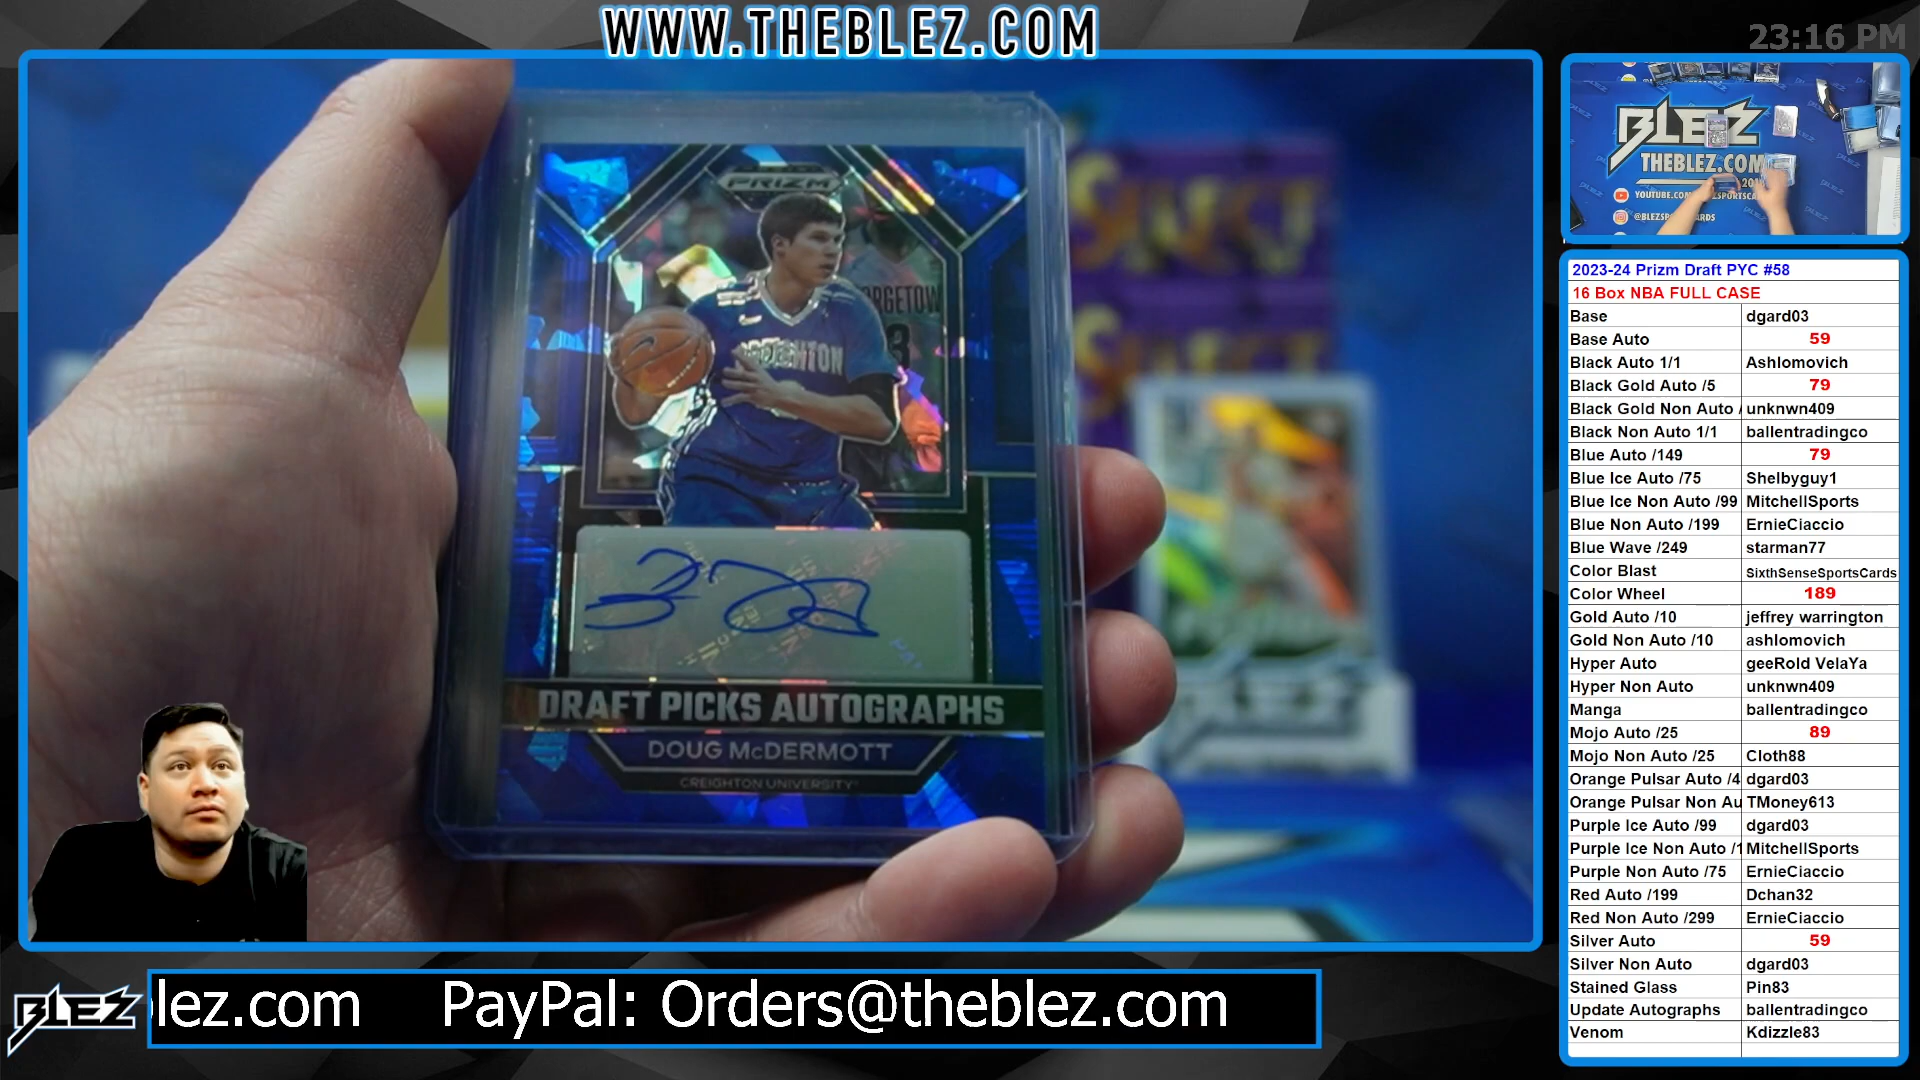 WWW.THEBLEZ.COM
23:16 PM
PRIZM
CREIGHTON
DRAFT PICKS AUTOGRAPHS
DOUG McDERMOTT
CREIGHTON UNIVERSITY
BLEZ
THEBLEZ.COM
2023-24 Prizm Draft PYC #58
16 Box NBA FULL CASE
Base dgard03
Base Auto 59
Black Auto 1/1 Ashlomovich
Black Gold Auto /5 79
Black Gold Non Auto / unknwn409
Black Non Auto 1/1 ballentradingco
Blue Auto /149 79
Blue Ice Auto /75 Shelbyguy1
Blue Ice Non Auto /99 MitchellSports
Blue Non Auto /199 ErnieCiaccio
Blue Wave /249 starman77
Color Blast SixthSenseSportsCards
Color Wheel 189
Gold Auto /10 jeffrey warrington
Gold Non Auto /10 ashlomovich
Hyper Auto geeRold VelaYa
Hyper Non Auto unknwn409
Manga ballentradingco
Mojo Auto /25 89
Mojo Non Auto /25 Cloth88
Orange Pulsar Auto /4 dgard03
Orange Pulsar Non Au TMoney613
Purple Ice Auto /99 dgard03
Purple Ice Non Auto /1 MitchellSports
Purple Non Auto /75 ErnieCiaccio
Red Auto /199 Dchan32
Red Non Auto /299 ErnieCiaccio
Silver Auto 59
Silver Non Auto dgard03
Stained Glass Pin83
Update Autographs ballentradingco
Venom Kdizzle83
BLEZ
lez.com PayPal: Orders@theblez.com